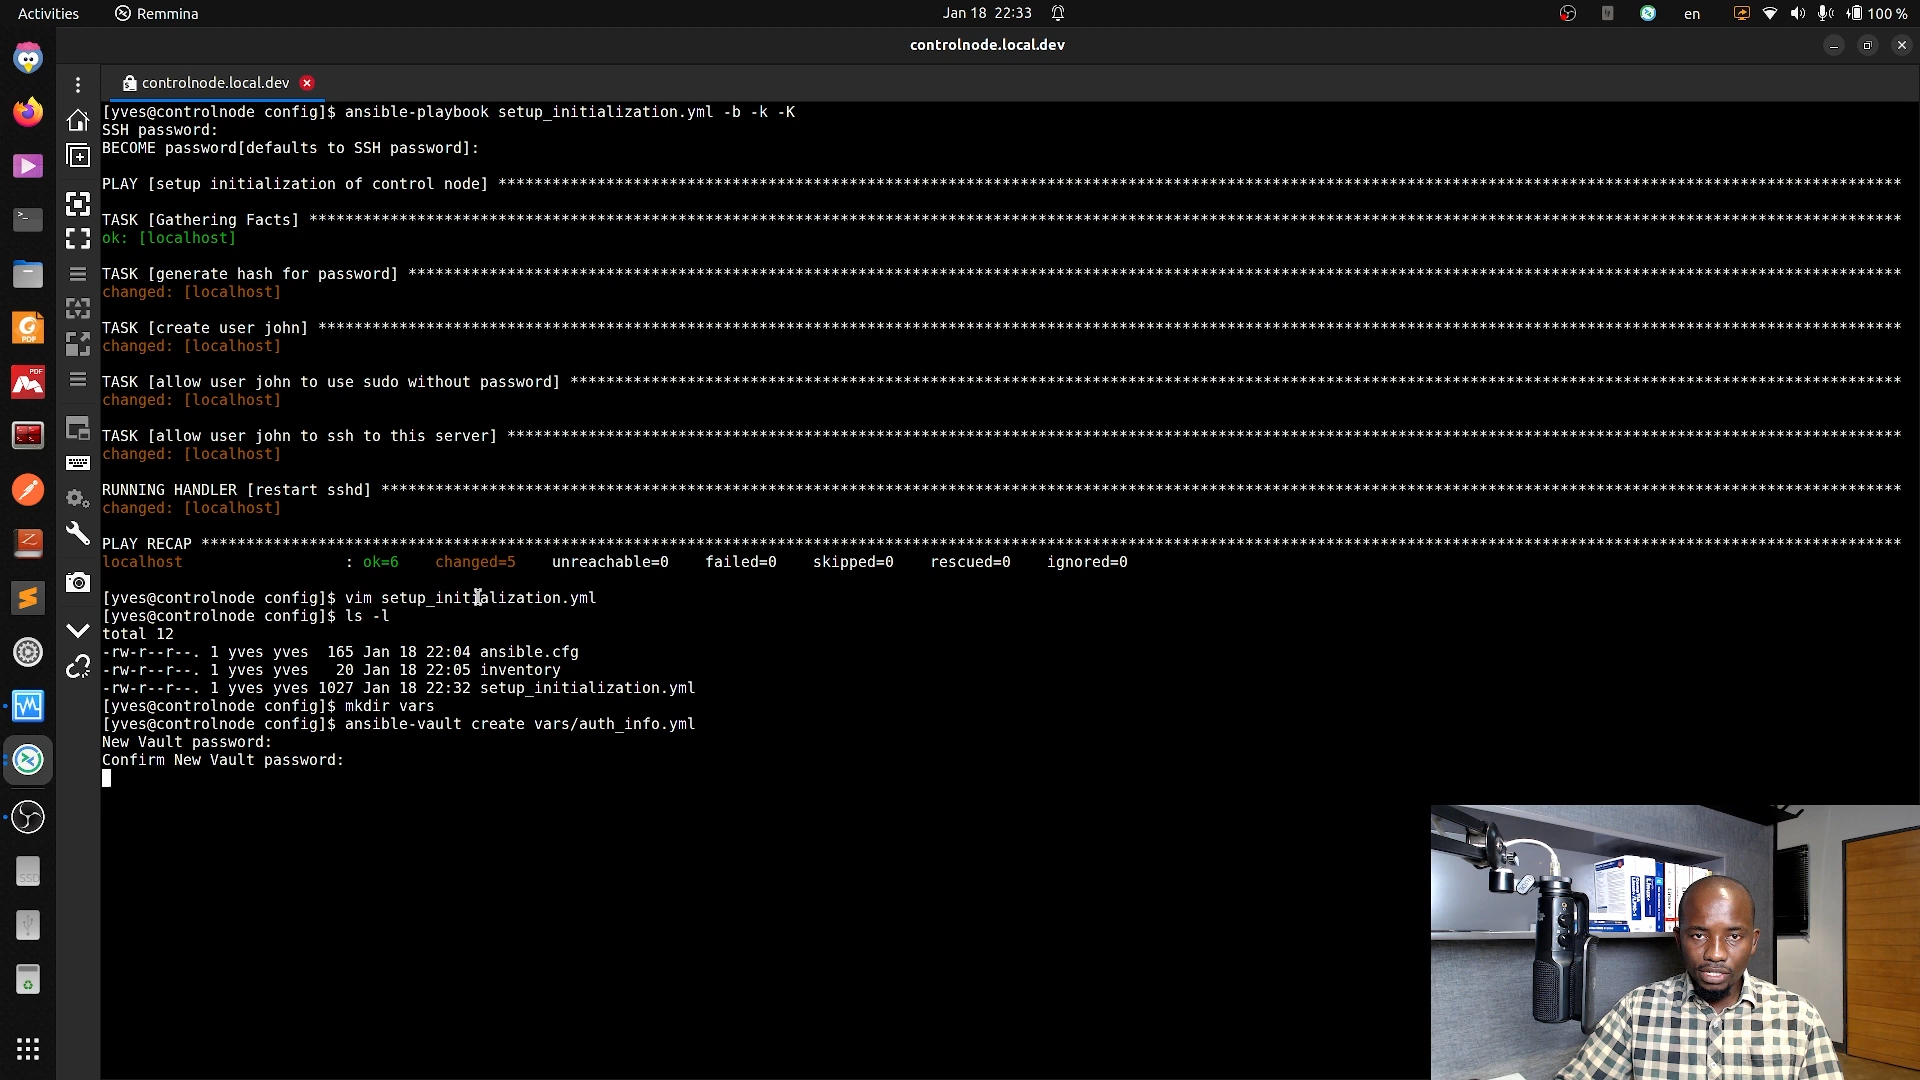 Activities Remmina Jan 18 22:33 en 100 %
controlnode.local.dev
controlnode.local.dev
[yves@controlnode config]$ ansible-playbook setup_initialization.yml -b -k -K
SSH password:
BECOME password[defaults to SSH password]:
PLAY [setup initialization of control node] ****************************************************************************************************************************************************************
TASK [Gathering Facts] *************************************************************************************************************************************************************************************
ok: [localhost]
TASK [generate hash for password] **************************************************************************************************************************************************************************
changed: [localhost]
TASK [create user john] ************************************************************************************************************************************************************************************
changed: [localhost]
TASK [allow user john to use sudo without password] ********************************************************************************************************************************************************
changed: [localhost]
TASK [allow user john to ssh to this server] ***************************************************************************************************************************************************************
changed: [localhost]
RUNNING HANDLER [restart sshd] *****************************************************************************************************************************************************************************
changed: [localhost]
PLAY RECAP *************************************************************************************************************************************************************************************************
localhost : ok=6 changed=5 unreachable=0 failed=0 skipped=0 rescued=0 ignored=0
[yves@controlnode config]$ vim setup_initialization.yml
[yves@controlnode config]$ ls -l
total 12
-rw-r--r--. 1 yves yves 165 Jan 18 22:04 ansible.cfg
-rw-r--r--. 1 yves yves 20 Jan 18 22:05 inventory
-rw-r--r--. 1 yves yves 1027 Jan 18 22:32 setup_initialization.yml
[yves@controlnode config]$ mkdir vars
[yves@controlnode config]$ ansible-vault create vars/auth_info.yml
New Vault password:
Confirm New Vault password: